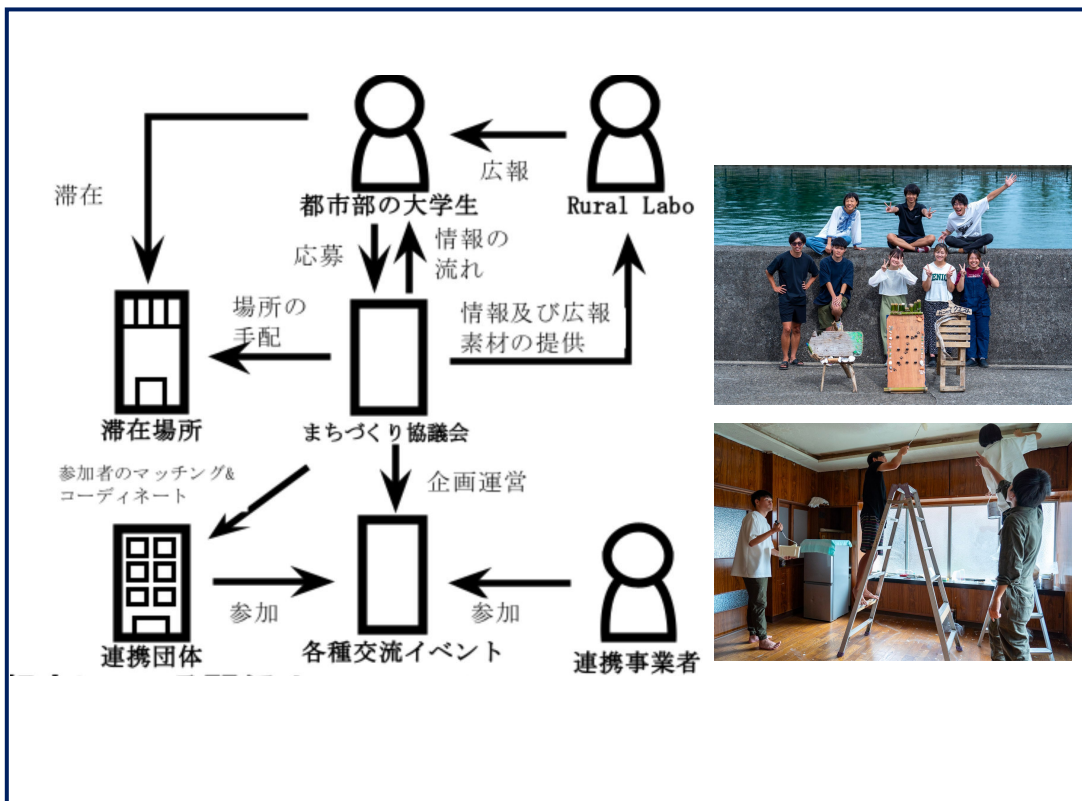 広報
滞在
都市部の大学生
Rural Labo
応募
情報の
流れ
場所の
手配
情報及び広報
素材の提供
滞在場所
まちづくり協議会
参加者のマッチング&
コーディネート
企画運営
参加
参加
連携団体
各種交流イベント
連携事業者